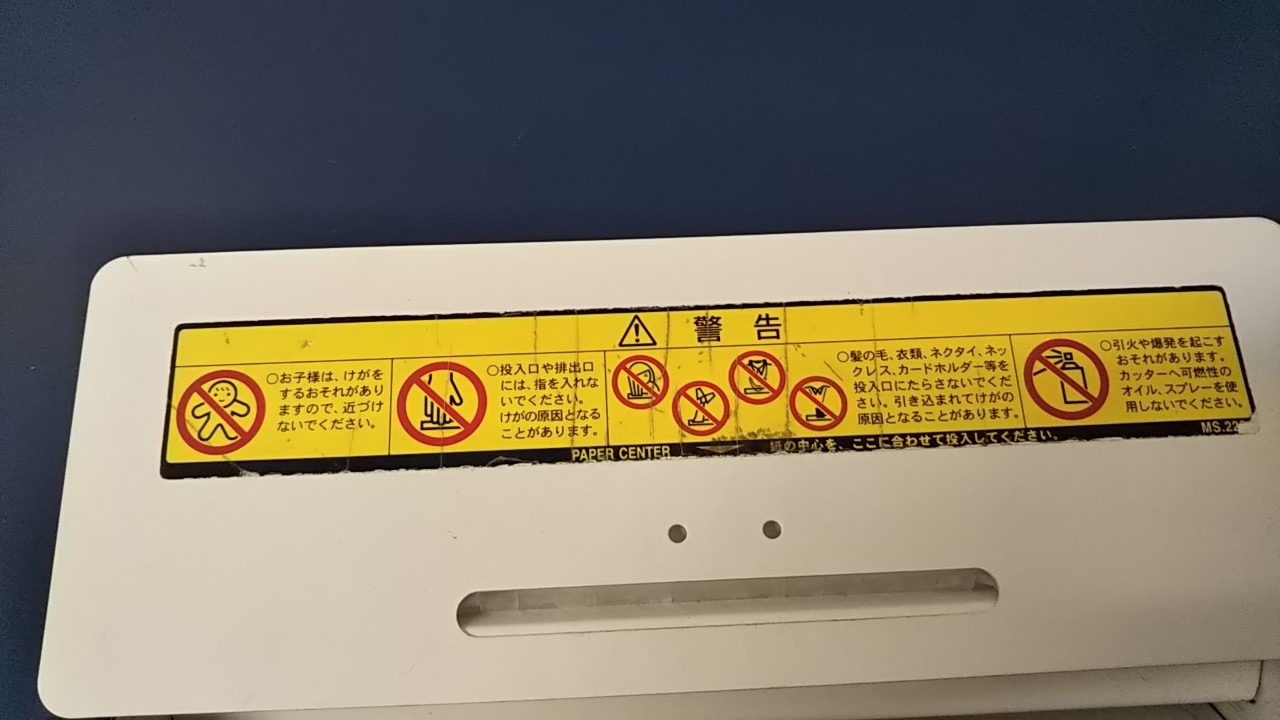 警告
○お子様は、けがを
するおそれがあり
ますので、近づけ
ないでください。
○投入口や排出口
には、指を入れな
いでください。
けがの原因となる
ことがあります。
○髪の毛、衣類、ネクタイ、ネッ
クレス、カードホルダー等を
投入口にたらさないでくだ
さい。引き込まれてけがの
原因となることがあります。
○引火や爆発を起こす
おそれがあります。
カッターへ可燃性の
オイル、スプレーを使
用しないでください。
PAPER CENTER
紙の中心を、ここに合わせて投入してください。
MS.22